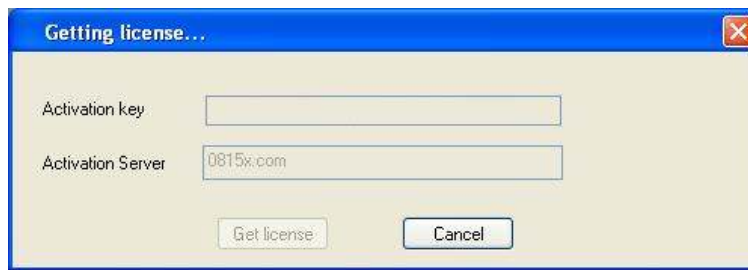 Getting license...
Activation key
Activation Server 0815x.com
Get license Cancel